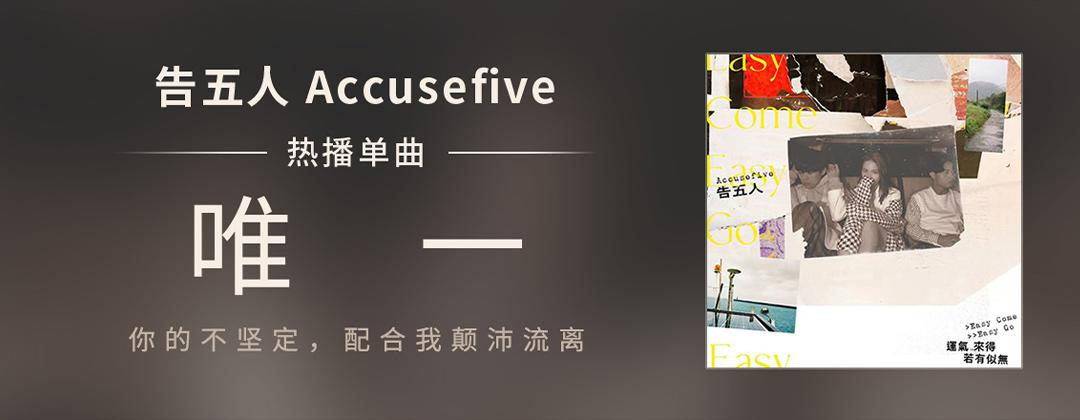 告五人 Accusefive
热播单曲
唯一
你的不坚定，配合我颠沛流离
Easy
Come
Easy
Accusefive
告五人
Go
>Easy Come
>>Easy Go
運氣 來得
若有似無
Easy